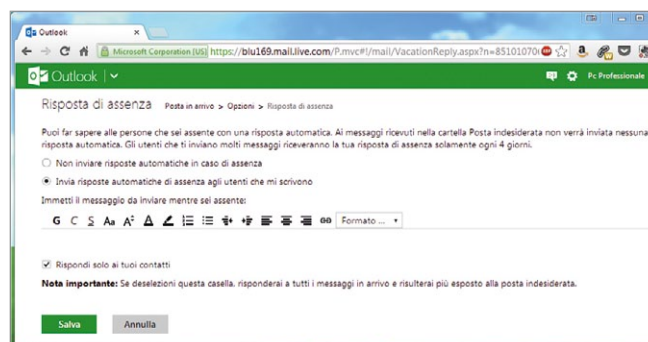 Outlook
Microsoft Corporation [US] https://blu169.mail.live.com/P.mvc#!/mail/VacationReply.aspx?n=85101070
Outlook
Pc Professionale
Risposta di assenza Posta in arrivo > Opzioni > Risposta di assenza
Puoi far sapere alle persone che sei assente con una risposta automatica. Ai messaggi ricevuti nella cartella Posta indesiderata non verrà inviata nessuna
risposta automatica. Gli utenti che ti inviano molti messaggi riceveranno la tua risposta di assenza solamente ogni 4 giorni.
Non inviare risposte automatiche in caso di assenza
Invia risposte automatiche di assenza agli utenti che mi scrivono
Immetti il messaggio da inviare mentre sei assente:
G C S Aa A A Formato ...
Rispondi solo ai tuoi contatti
Nota importante: Se deselezioni questa casella, risponderai a tutti i messaggi in arrivo e risulterai più esposto alla posta indesiderata.
Salva Annulla